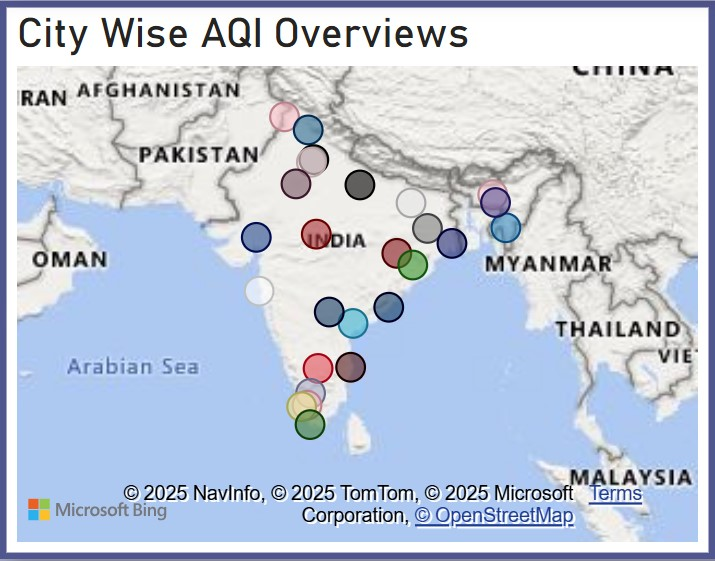 City Wise AQI Overviews
CHINA
RAN
AFGHANISTAN
PAKISTAN
INDIA
OMAN
MYANMAR
THAILAND
VIE
Arabian Sea
MALAYSIA
© 2025 NavInfo, © 2025 TomTom, © 2025 Microsoft Terms
Microsoft Bing
Corporation, © OpenStreetMap